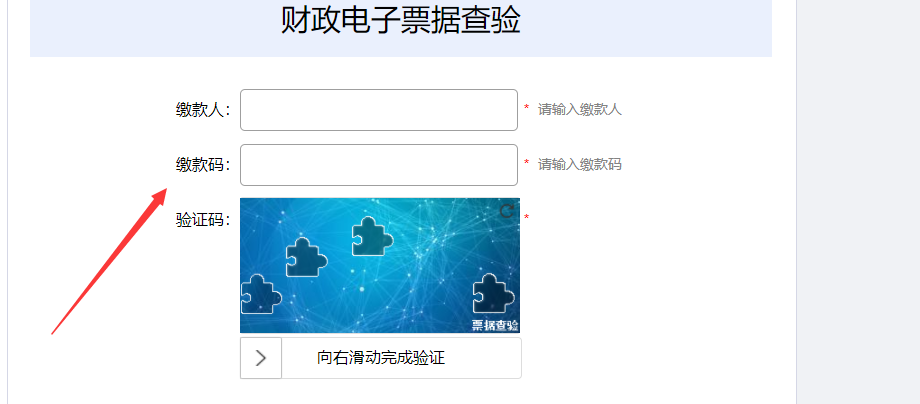 财政电子票据查验
缴款人： * 请输入缴款人
缴款码： * 请输入缴款码
验证码： *
票据查验
向右滑动完成验证